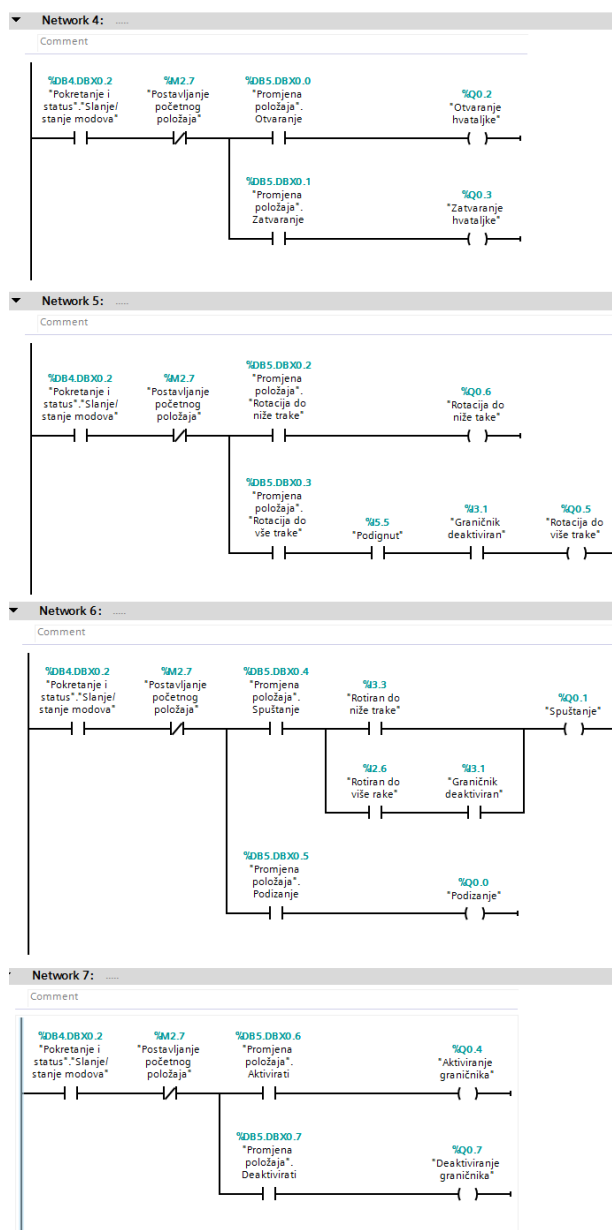 Network 4: .....
Comment
%DB4.DBX0.2 %M2.7 %DB5.DBX0.0
"Pokretanje i "Postavljanje "Promjena %Q0.2
status"."Slanje/ početnog položaja". "Otvaranje
stanje modova" položaja" Otvaranje hvataljke"
%DB5.DBX0.1
"Promjena %Q0.3
položaja". "Zatvaranje
Zatvaranje hvataljke"
Network 5: .....
Comment
%DB5.DBX0.2
%DB4.DBX0.2 %M2.7 "Promjena
"Pokretanje i "Postavljanje položaja". %Q0.6
status"."Slanje/ početnog "Rotacija do "Rotacija do
stanje modova" položaja" niže trake" niže take"
%DB5.DBX0.3
"Promjena
položaja". %I3.1 %Q0.5
"Rotacija do %I5.5 "Graničnik "Rotacija do
vše trake" "Podignut" deaktiviran" više trake"
Network 6: .....
Comment
%DB4.DBX0.2 %M2.7 %DB5.DBX0.4
"Pokretanje i "Postavljanje "Promjena %I3.3
status"."Slanje/ početnog položaja". "Rotiran do %Q0.1
stanje modova" položaja" Spuštanje niže trake" "Spuštanje"
%I2.6 %I3.1
"Rotiran do "Graničnik
više rake" deaktiviran"
%DB5.DBX0.5
"Promjena
položaja". %Q0.0
Podizanje "Podizanje"
Network 7: .....
Comment
%DB4.DBX0.2 %M2.7 %DB5.DBX0.6
"Pokretanje i "Postavljanje "Promjena %Q0.4
status"."Slanje/ početnog položaja". "Aktiviranje
stanje modova" položaja" Aktivirati graničnika"
%DB5.DBX0.7
"Promjena %Q0.7
položaja". "Deaktiviranje
Deaktivirati graničnika"